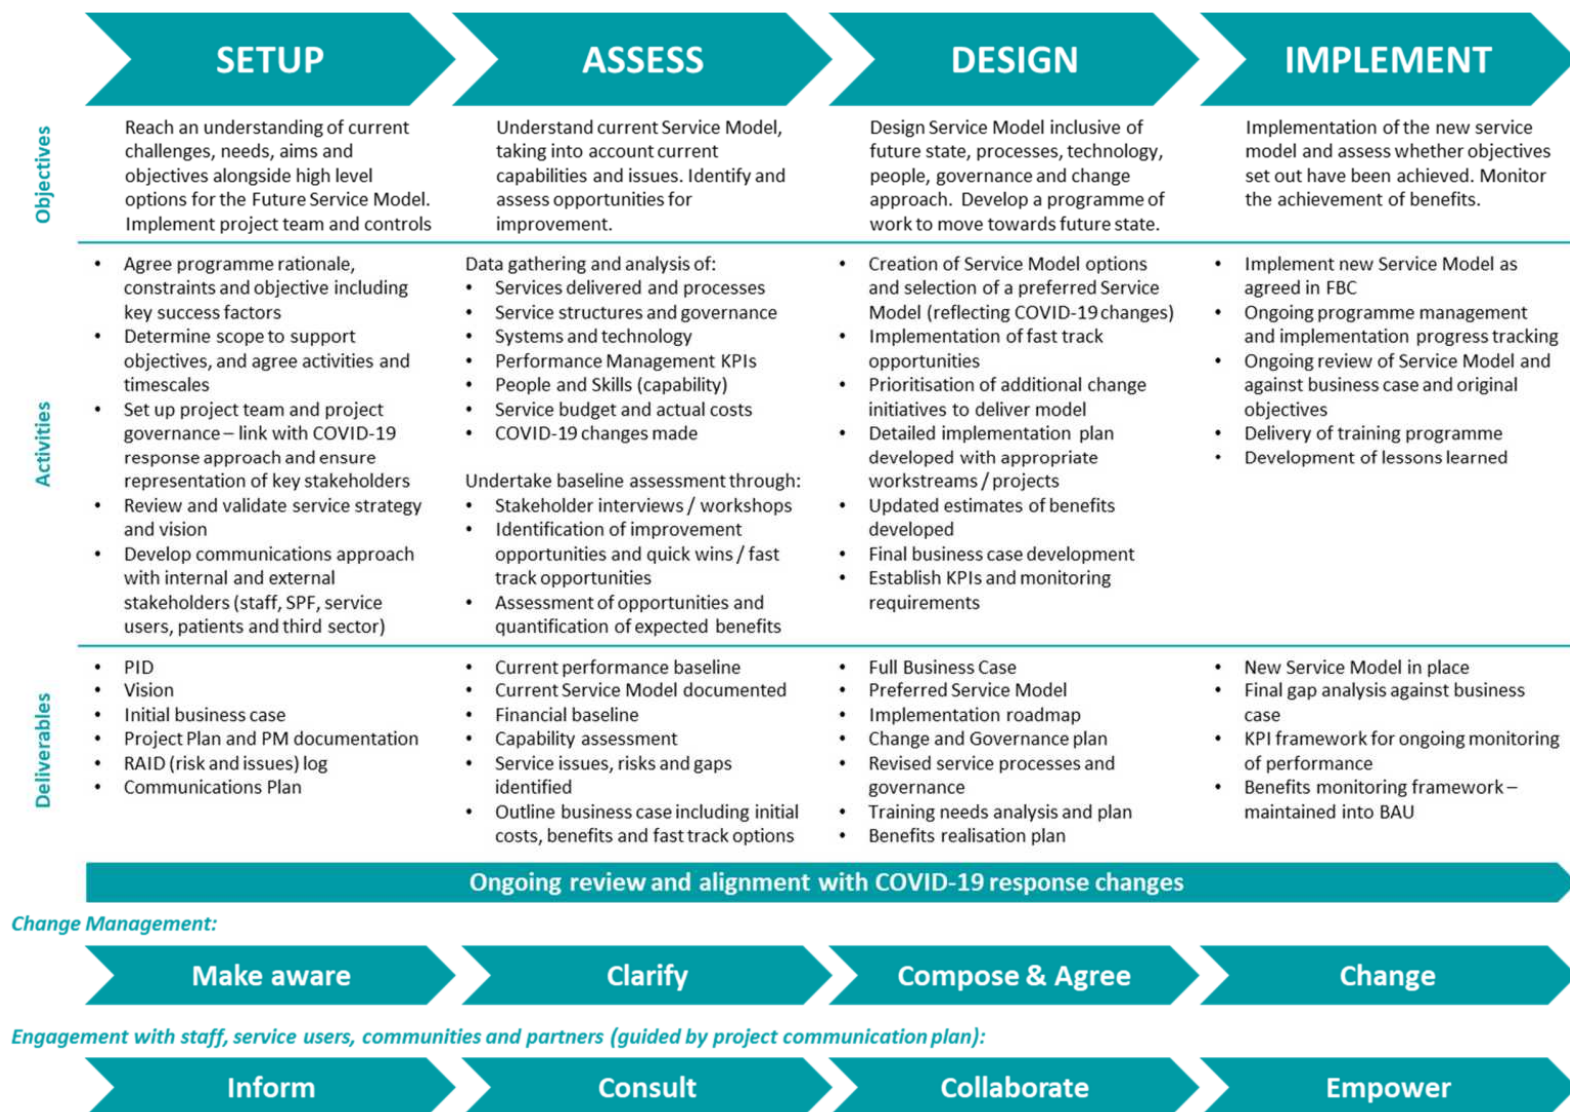 SETUP
ASSESS
DESIGN
IMPLEMENT
Objectives
Reach an understanding of current
challenges, needs, aims and
objectives alongside high level
options for the Future Service Model.
Implement project team and controls
Understand current Service Model,
taking into account current
capabilities and issues. Identify and
assess opportunities for
improvement.
Design Service Model inclusive of
future state, processes, technology,
people, governance and change
approach. Develop a programme of
work to move towards future state.
Implementation of the new service
model and assess whether objectives
set out have been achieved. Monitor
the achievement of benefits.
Activities
• Agree programme rationale,
constraints and objective including
key success factors
• Determine scope to support
objectives, and agree activities and
timescales
• Set up project team and project
governance – link with COVID-19
response approach and ensure
representation of key stakeholders
• Review and validate service strategy
and vision
• Develop communications approach
with internal and external
stakeholders (staff, SPF, service
users, patients and third sector)
Data gathering and analysis of:
• Services delivered and processes
• Service structures and governance
• Systems and technology
• Performance Management KPIs
• People and Skills (capability)
• Service budget and actual costs
• COVID-19 changes made
Undertake baseline assessment through:
• Stakeholder interviews / workshops
• Identification of improvement
opportunities and quick wins / fast
track opportunities
• Assessment of opportunities and
quantification of expected benefits
• Creation of Service Model options
and selection of a preferred Service
Model (reflecting COVID-19 changes)
• Implementation of fast track
opportunities
• Prioritisation of additional change
initiatives to deliver model
• Detailed implementation plan
developed with appropriate
workstreams / projects
• Updated estimates of benefits
developed
• Final business case development
• Establish KPIs and monitoring
requirements
• Implement new Service Model as
agreed in FBC
• Ongoing programme management
and implementation progress tracking
• Ongoing review of Service Model and
against business case and original
objectives
• Delivery of training programme
• Development of lessons learned
Deliverables
• PID
• Vision
• Initial business case
• Project Plan and PM documentation
• RAID (risk and issues) log
• Communications Plan
• Current performance baseline
• Current Service Model documented
• Financial baseline
• Capability assessment
• Service issues, risks and gaps
identified
• Outline business case including initial
costs, benefits and fast track options
• Full Business Case
• Preferred Service Model
• Implementation roadmap
• Change and Governance plan
• Revised service processes and
governance
• Training needs analysis and plan
• Benefits realisation plan
• New Service Model in place
• Final gap analysis against business
case
• KPI framework for ongoing monitoring
of performance
• Benefits monitoring framework –
maintained into BAU
Ongoing review and alignment with COVID-19 response changes
Change Management:
Make aware
Clarify
Compose & Agree
Change
Engagement with staff, service users, communities and partners (guided by project communication plan):
Inform
Consult
Collaborate
Empower